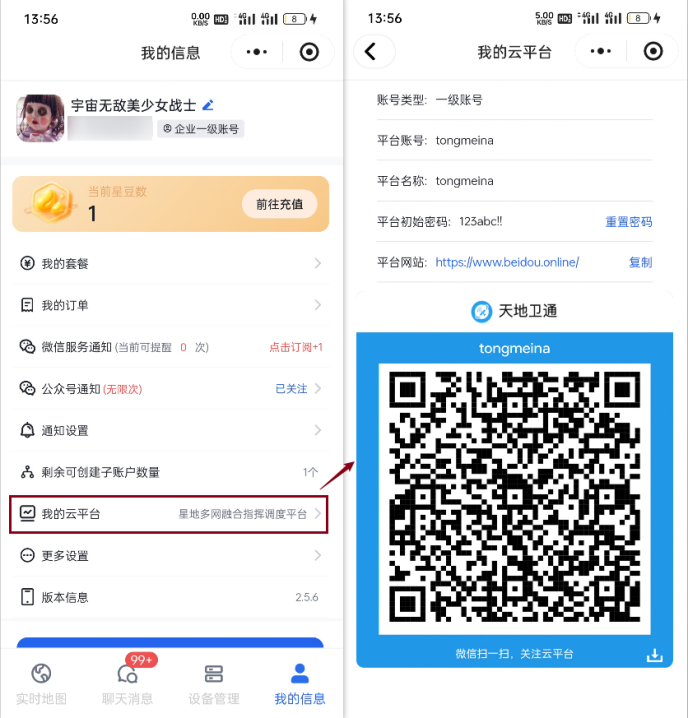 13:56
0.00 KB/s HD 4G 4G 8
我的信息
宇宙无敌美少女战士
企业一级账号
当前星豆数
1
前往充值
我的套餐
我的订单
微信服务通知 (当前可提醒 0 次) 点击订阅+1
公众号通知 (无限次) 已关注
通知设置
剩余可创建子账户数量 1个
我的云平台 星地多网融合指挥调度平台
更多设置
版本信息 2.5.6
99+
实时地图 聊天消息 设备管理 我的信息
13:56
5.00 KB/s HD 4G 4G 8
我的云平台
账号类型: 一级账号
平台账号: tongmeina
平台名称: tongmeina
平台初始密码: 123abc!! 重置密码
平台网站: https://www.beidou.online/ 复制
天地卫通
tongmeina
微信扫一扫，关注云平台